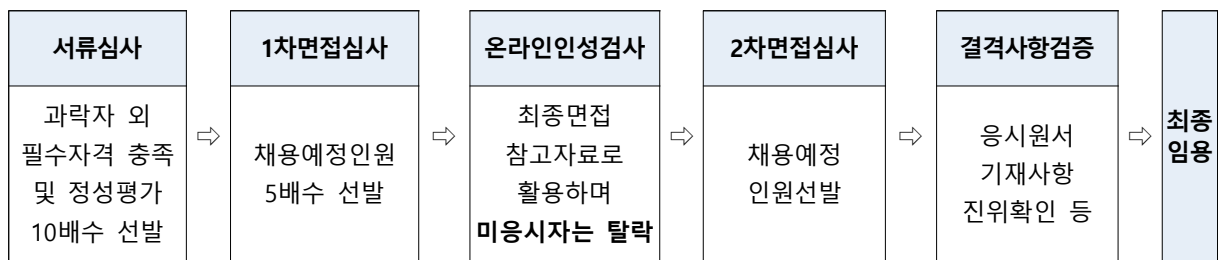 서류심사
과락자 외
필수자격 충족
및 정성평가
10배수 선발
⇨
1차면접심사
채용예정인원
5배수 선발
⇨
온라인인성검사
최종면접
참고자료로
활용하며
미응시자는 탈락
⇨
2차면접심사
채용예정
인원선발
⇨
결격사항검증
응시원서
기재사항
진위확인 등
⇨
최종
임용